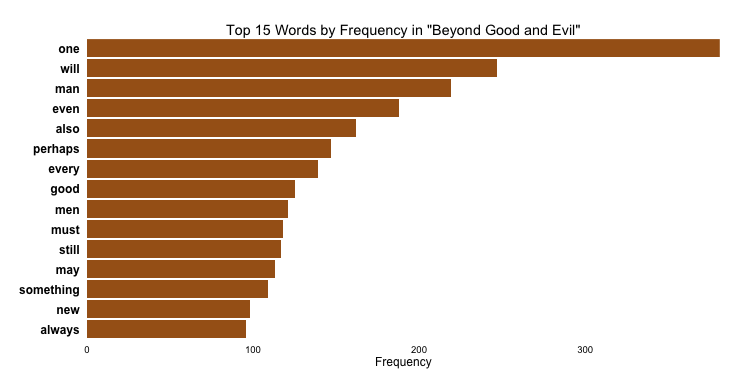 Top 15 Words by Frequency in "Beyond Good and Evil"
one
will
man
even
also
perhaps
every
good
men
must
still
may
something
new
always
0 100 200 300
Frequency